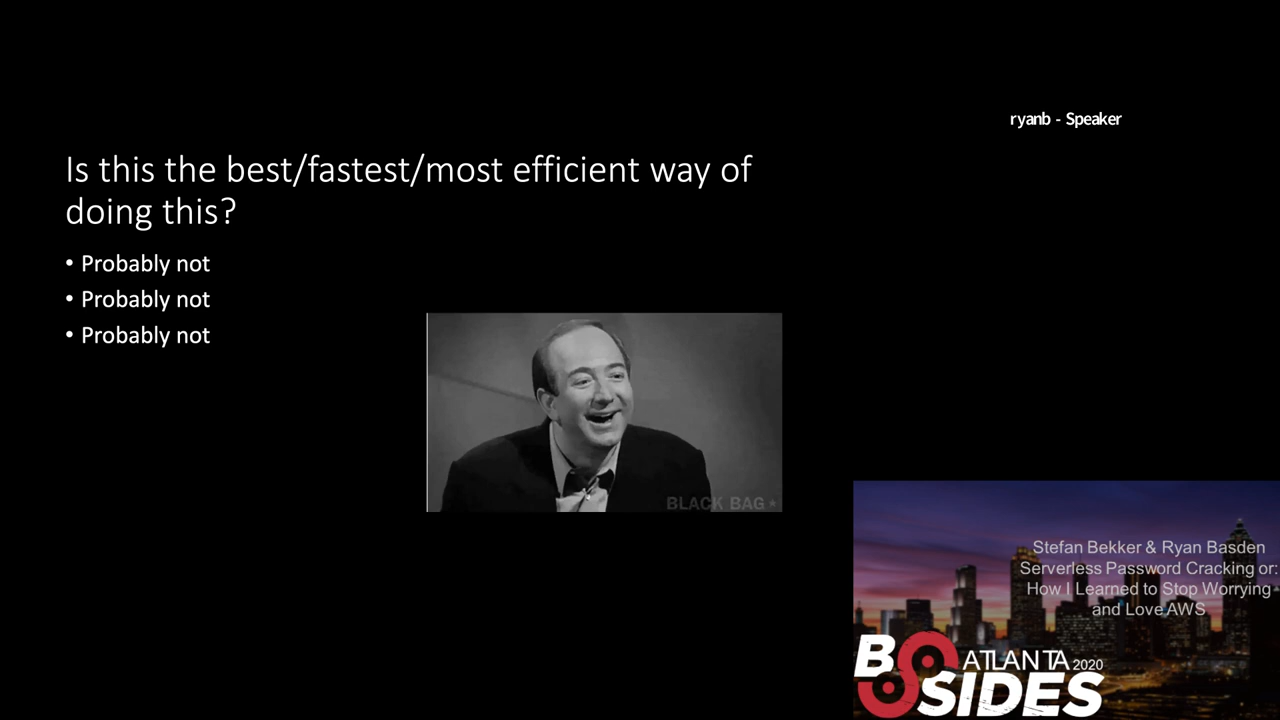 ryanb - Speaker
Is this the best/fastest/most efficient way of
doing this?
• Probably not
• Probably not
• Probably not
BLACK BAG
Stefan Bekker & Ryan Basden
Serverless Password Cracking or:
How I Learned to Stop Worrying
and Love AWS
BSIDES
ATLANTA 2020